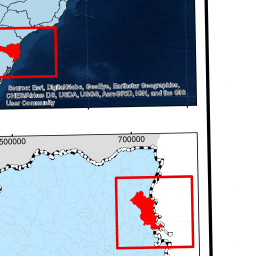 Source: Esri, DigitalGlobe, GeoEye, Earthstar Geographics,
CNES/Airbus DS, USDA, USGS, AeroGRID, IGN, and the GIS
User Community
500000
700000